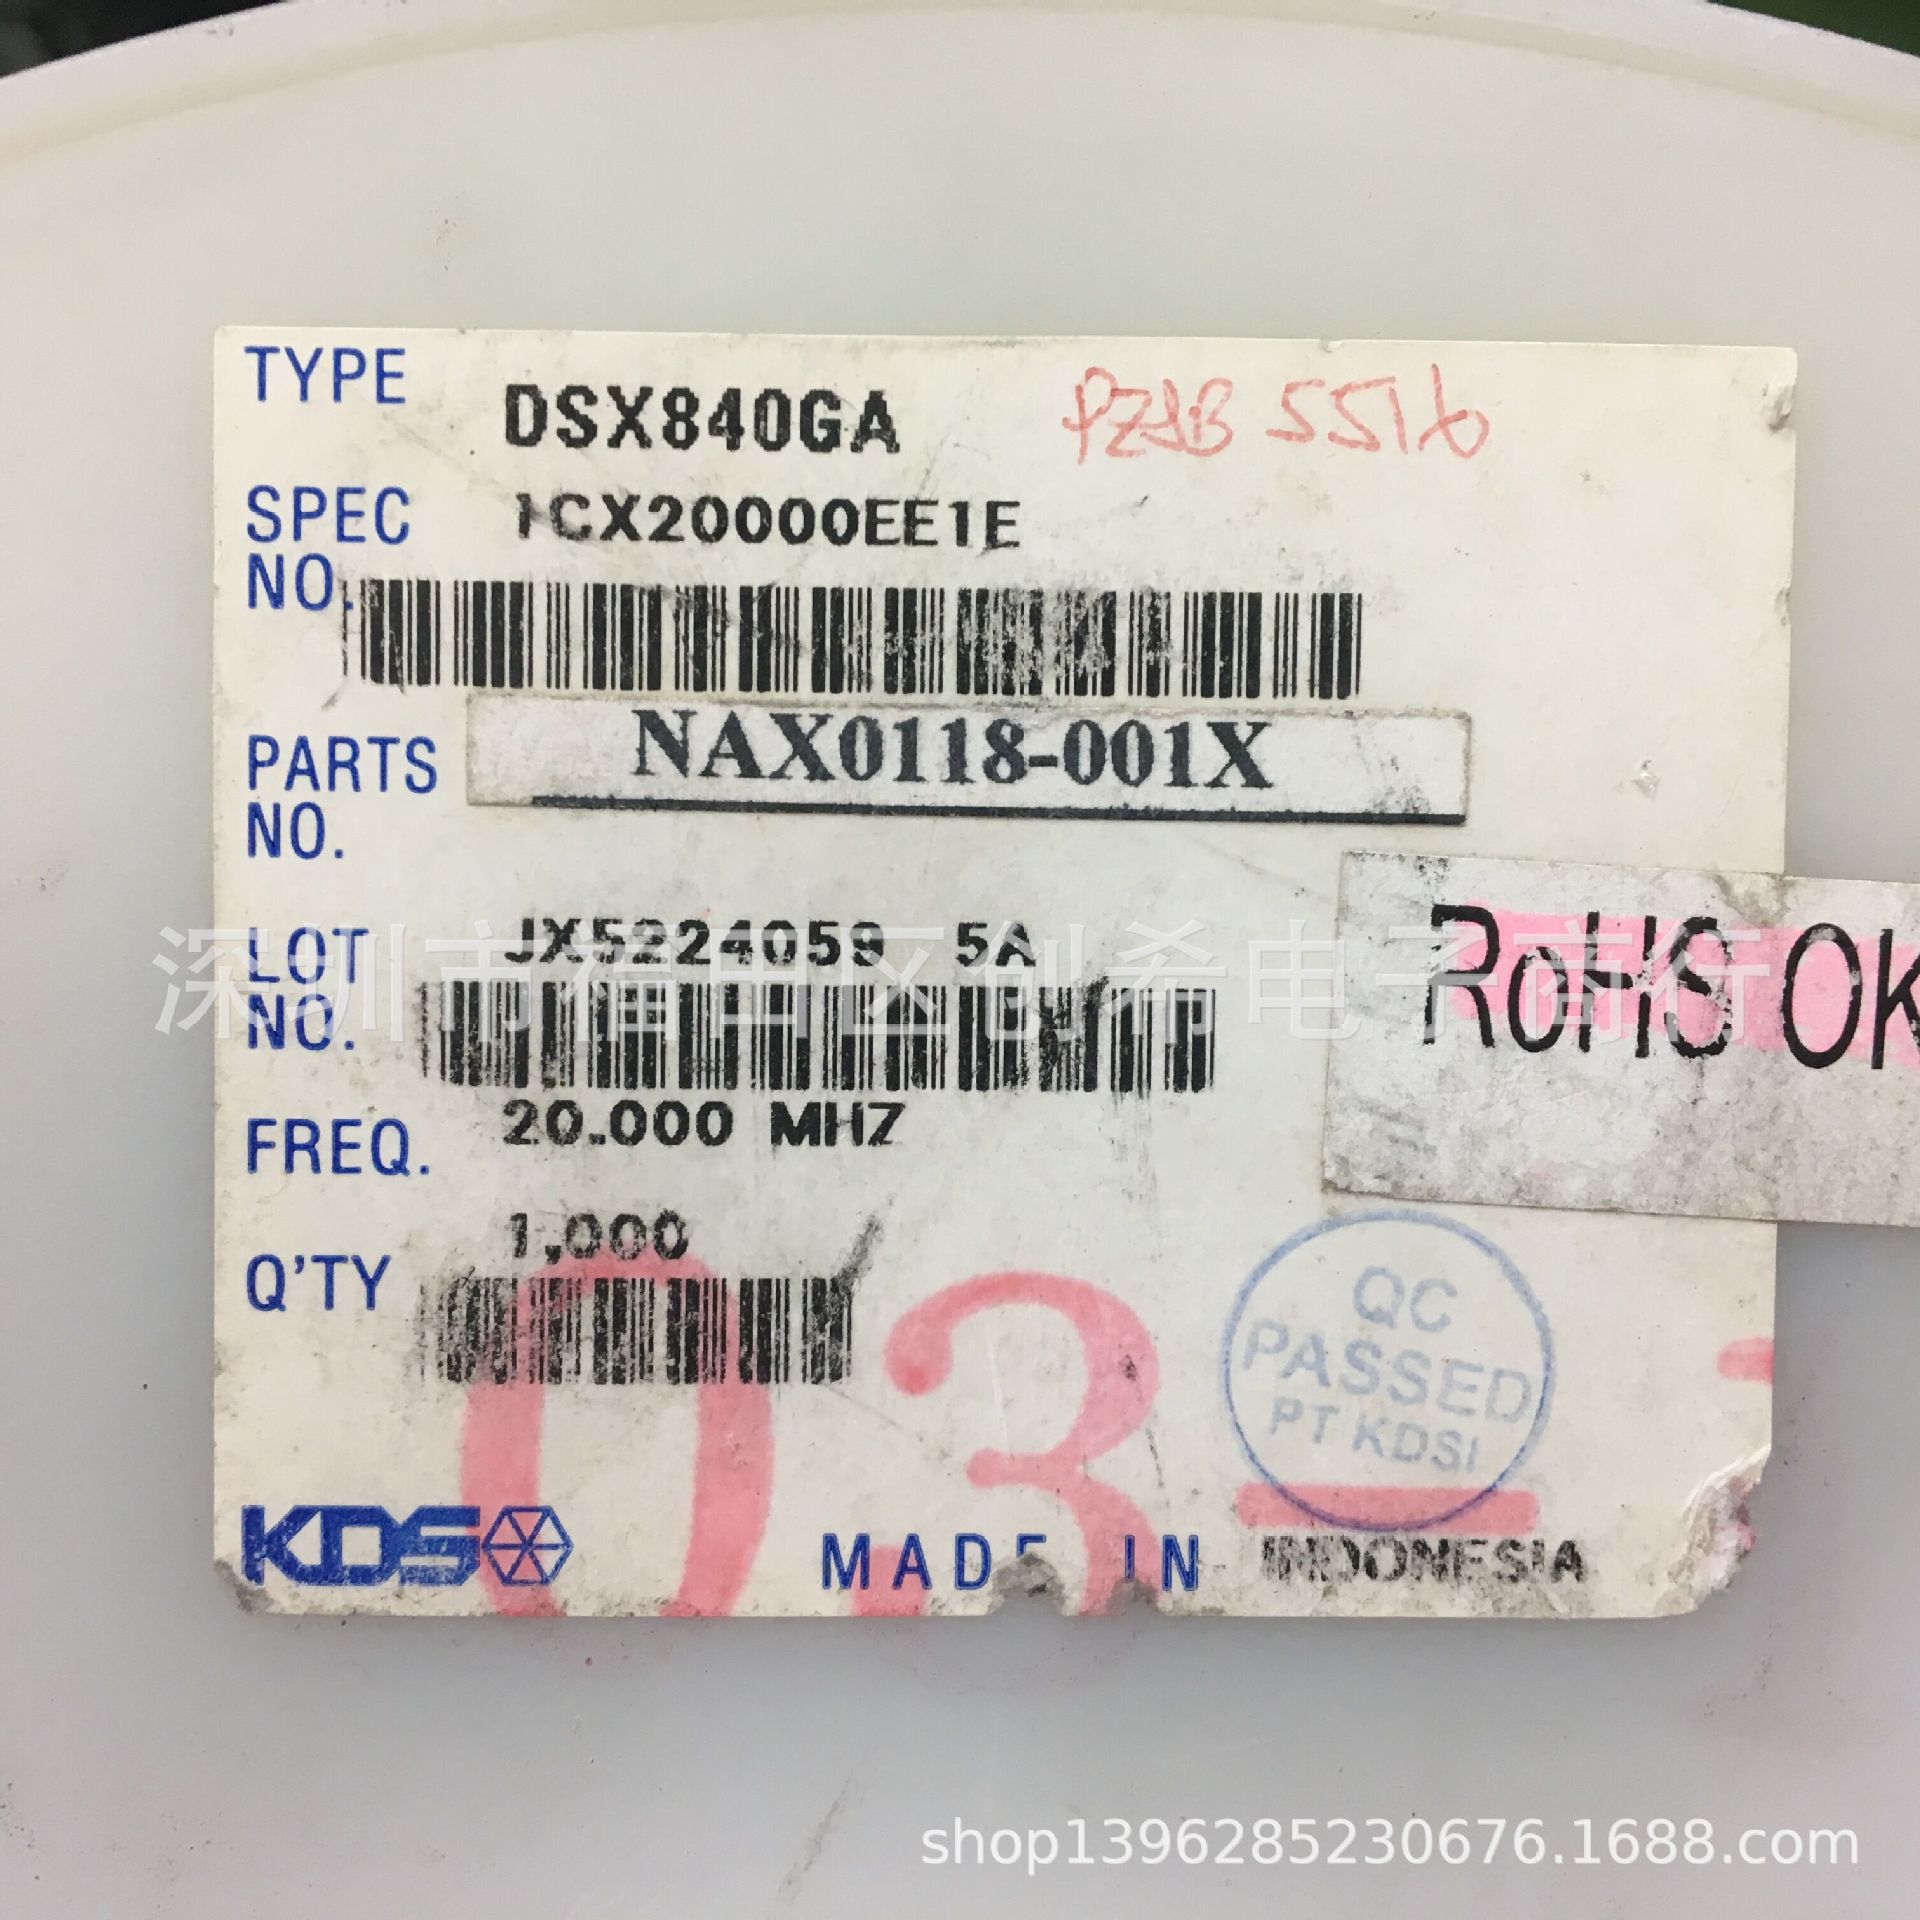 TYPE
DSX840GA
5516
SPEC NO.
1CX20000EE1E
PARTS NO.
NAX0118-001X
LOT NO.
JX5224059 5A
RoHS OK
深圳市福田区创希电子商行
FREQ.
20.000 MHZ
Q'TY
1,000
03
QC
PASSED
PT KDSI
KDS
MADE IN INDONESIA
shop1396285230676.1688.com